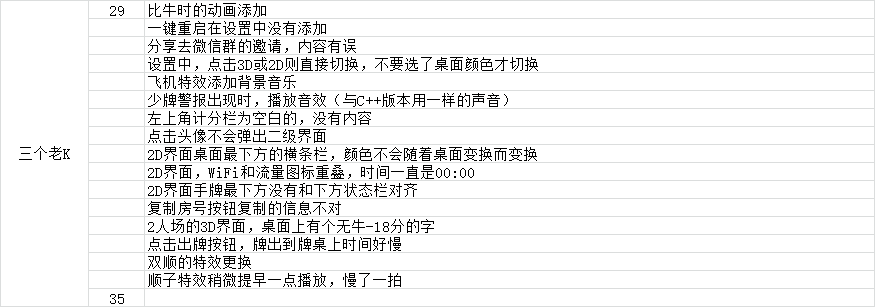 29 比牛时的动画添加
一键重启在设置中没有添加
分享去微信群的邀请，内容有误
设置中，点击3D或2D则直接切换，不要选了桌面颜色才切换
飞机特效添加背景音乐
少牌警报出现时，播放音效（与C++版本用一样的声音）
左上角计分栏为空白的，没有内容
点击头像不会弹出二级界面
三个老K
2D界面桌面最下方的横条栏，颜色不会随着桌面变换而变换
2D界面，WiFi和流量图标重叠，时间一直是00:00
2D界面手牌最下方没有和下方状态栏对齐
复制房号按钮复制的信息不对
2人场的3D界面，桌面上有个无牛-18分的字
点击出牌按钮，牌出到牌桌上时间好慢
双顺的特效更换
顺子特效稍微提早一点播放，慢了一拍
35